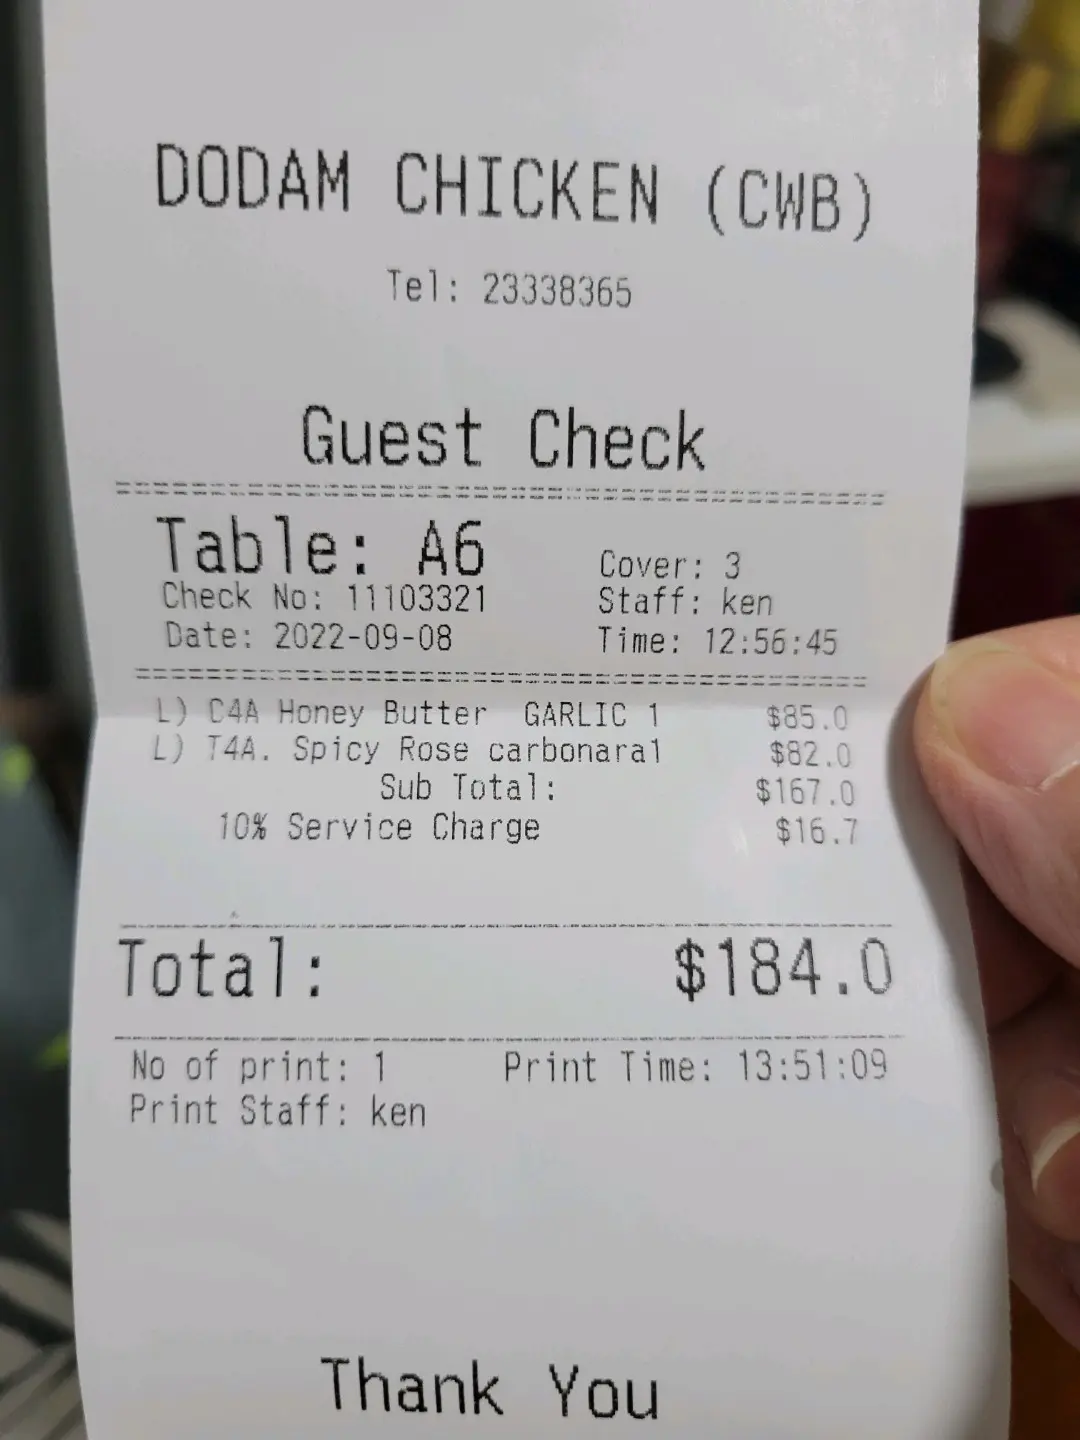 DODAM CHICKEN (CWB)
Tel: 23338365
Guest Check
Table: A6 Cover: 3
Check No: 11103321 Staff: ken
Date: 2022-09-08 Time: 12:56:45
L) C4A Honey Butter GARLIC 1 $85.0
L) T4A. Spicy Rose carbonara1 $82.0
Sub Total: $167.0
10% Service Charge $16.7
Total: $184.0
No of print: 1 Print Time: 13:51:09
Print Staff: ken
Thank You